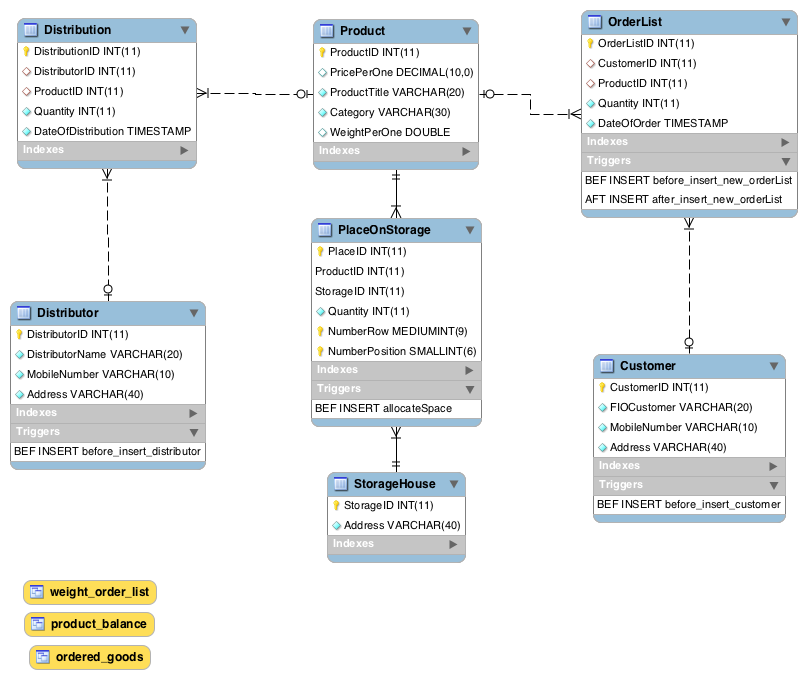 Distribution
DistributionID INT(11)
DistributorID INT(11)
ProductID INT(11)
Quantity INT(11)
DateOfDistribution TIMESTAMP
Indexes
Product
ProductID INT(11)
PricePerOne DECIMAL(10,0)
ProductTitle VARCHAR(20)
Category VARCHAR(30)
WeightPerOne DOUBLE
Indexes
OrderList
OrderListID INT(11)
CustomerID INT(11)
ProductID INT(11)
Quantity INT(11)
DateOfOrder TIMESTAMP
Indexes
Triggers
BEF INSERT before_insert_new_orderList
AFT INSERT after_insert_new_orderList
PlaceOnStorage
PlaceID INT(11)
ProductID INT(11)
StorageID INT(11)
Quantity INT(11)
NumberRow MEDIUMINT(9)
NumberPosition SMALLINT(6)
Indexes
Triggers
BEF INSERT allocateSpace
Distributor
DistributorID INT(11)
DistributorName VARCHAR(20)
MobileNumber VARCHAR(10)
Address VARCHAR(40)
Indexes
Triggers
BEF INSERT before_insert_distributor
Customer
CustomerID INT(11)
FIOCustomer VARCHAR(20)
MobileNumber VARCHAR(10)
Address VARCHAR(40)
Indexes
Triggers
BEF INSERT before_insert_customer
StorageHouse
StorageID INT(11)
Address VARCHAR(40)
Indexes
weight_order_list
product_balance
ordered_goods